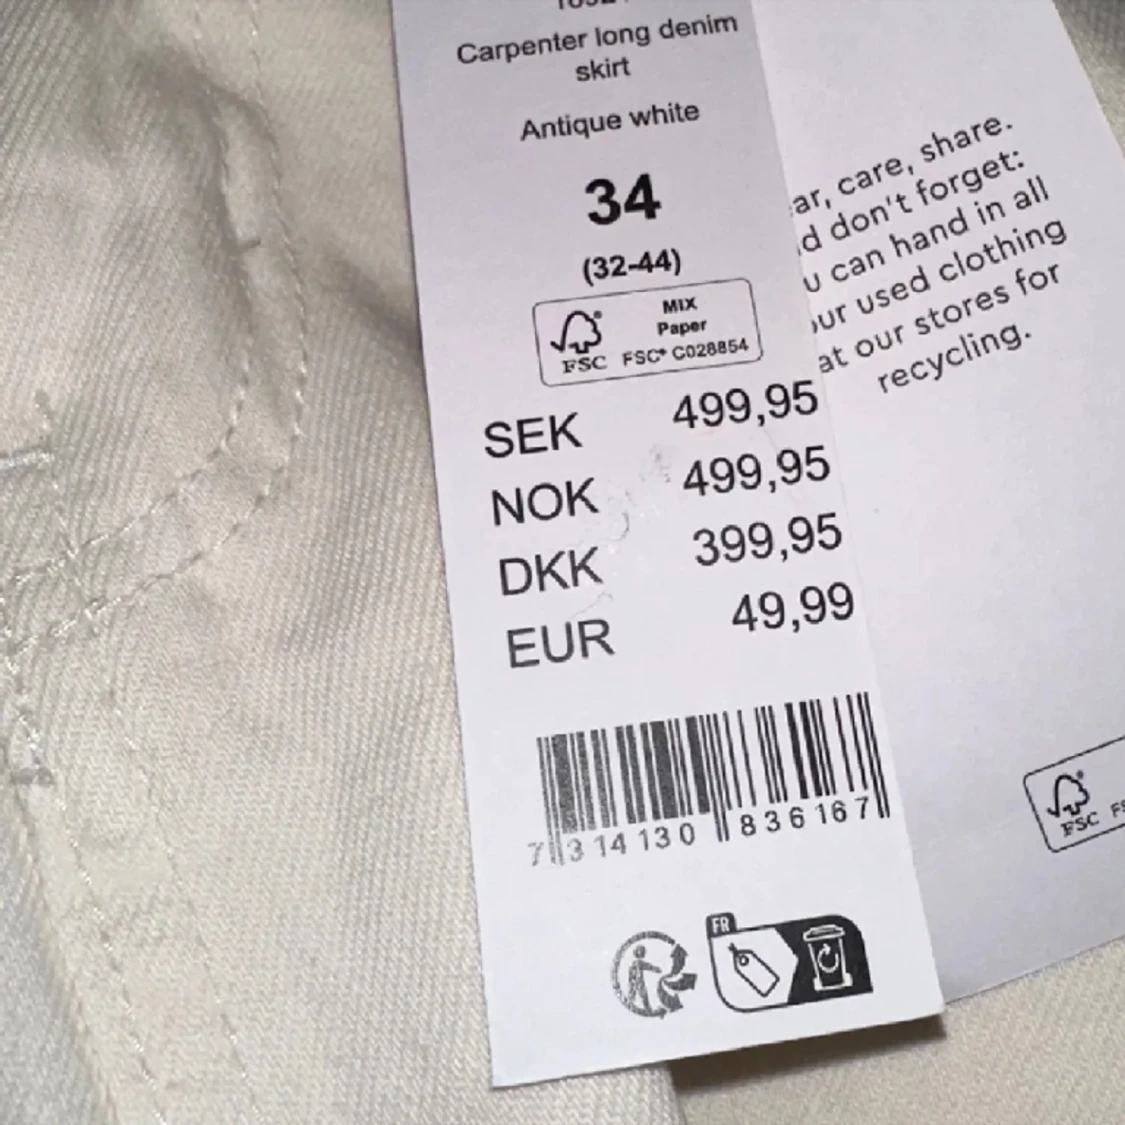 Carpenter long denim
skirt
Antique white
34
(32-44)
FSC
MIX
Paper
FSC® C028854
SEK 499,95
NOK 499,95
DKK 399,95
EUR 49,99
7 314130 836167
FR
care, share.
don't forget:
can hand in all
used clothing
at our stores for
recycling.
FSC